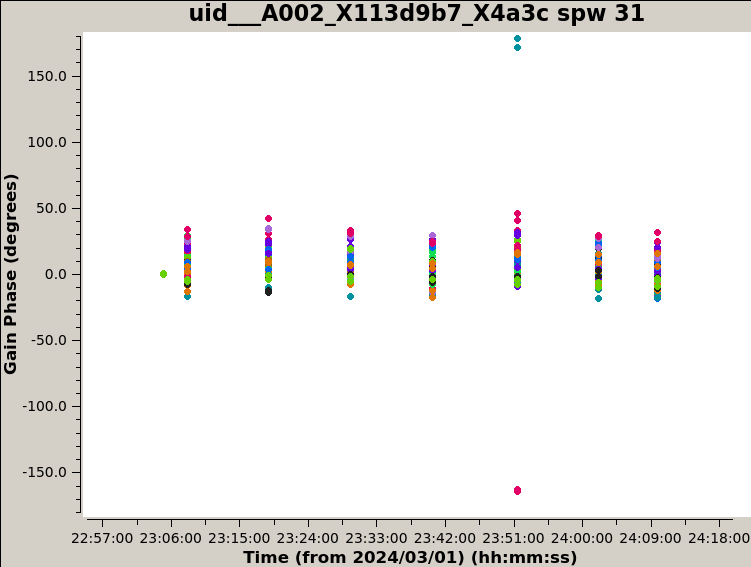 uid___A002_X113d9b7_X4a3c spw 31
150.0
100.0
50.0
0.0
-50.0
-100.0
-150.0
Gain Phase (degrees)
22:57:00 23:06:00 23:15:00 23:24:00 23:33:00 23:42:00 23:51:00 24:00:00 24:09:00 24:18:00
Time (from 2024/03/01) (hh:mm:ss)